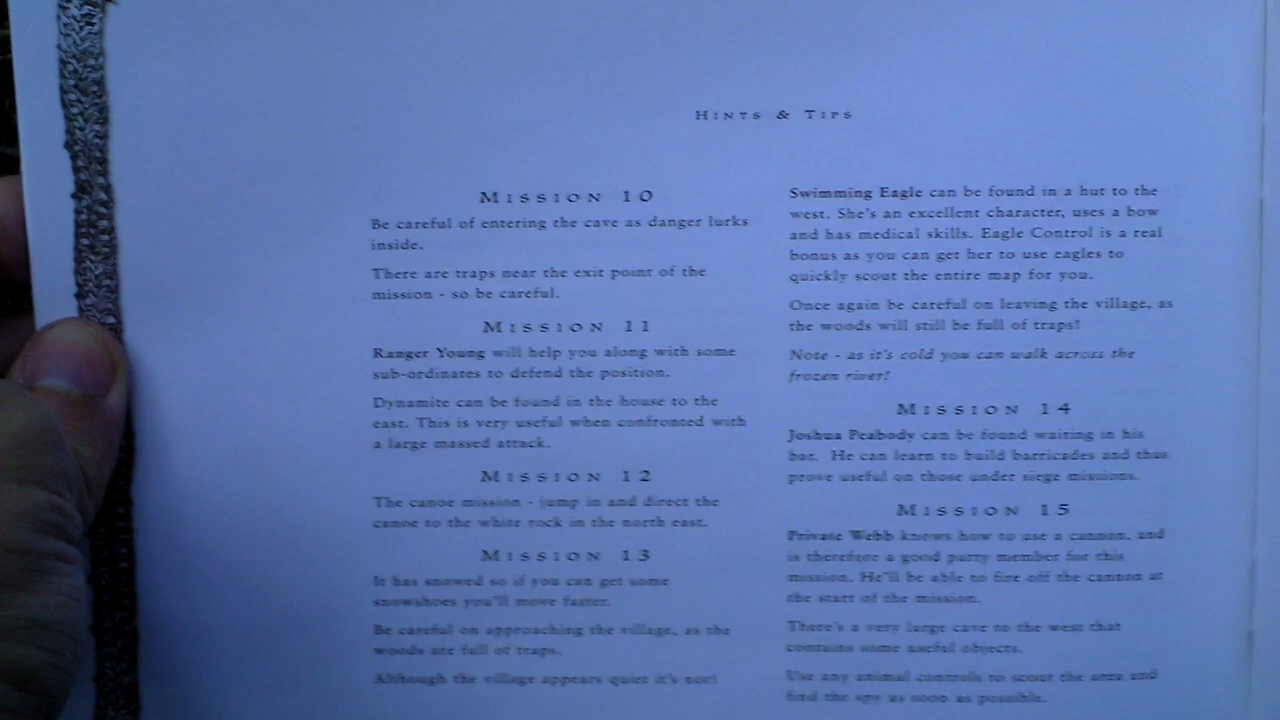 HINTS & TIPS
MISSION 10
Be careful of entering the cave as danger lurks
inside.
There are traps near the exit point of the
mission - so be careful.
MISSION 11
Ranger Young will help you along with some
sub-ordinates to defend the position.
Dynamite can be found in the house to the
east. This is very useful when confronted with
a large massed attack.
MISSION 12
The canoe mission - jump in and direct the
canoe to the white rock in the north east.
MISSION 13
It has snowed so if you can get some
snowshoes you'll move faster.
Be careful on approaching the village, as the
woods are full of traps.
Although the village appears quiet it's not!
Swimming Eagle can be found in a hut to the
west. She's an excellent character, uses a bow
and has medical skills. Eagle Control is a real
bonus as you can get her to use eagles to
quickly scout the entire map for you.
Once again be careful on leaving the village, as
the woods will still be full of traps!
Note - as it's cold you can walk across the
frozen river!
MISSION 14
Joshua Peabody can be found waiting in his
bar. He can learn to build barricades and thus
prove useful on those under siege missions.
MISSION 15
Private Webb knows how to use a cannon, and
is therefore a good party member for this
mission. He'll be able to fire off the cannon at
the start of the mission.
There's a very large cave to the west that
contains some useful objects.
Use any animal controls to scout the area and
find the spy as soon as possible.